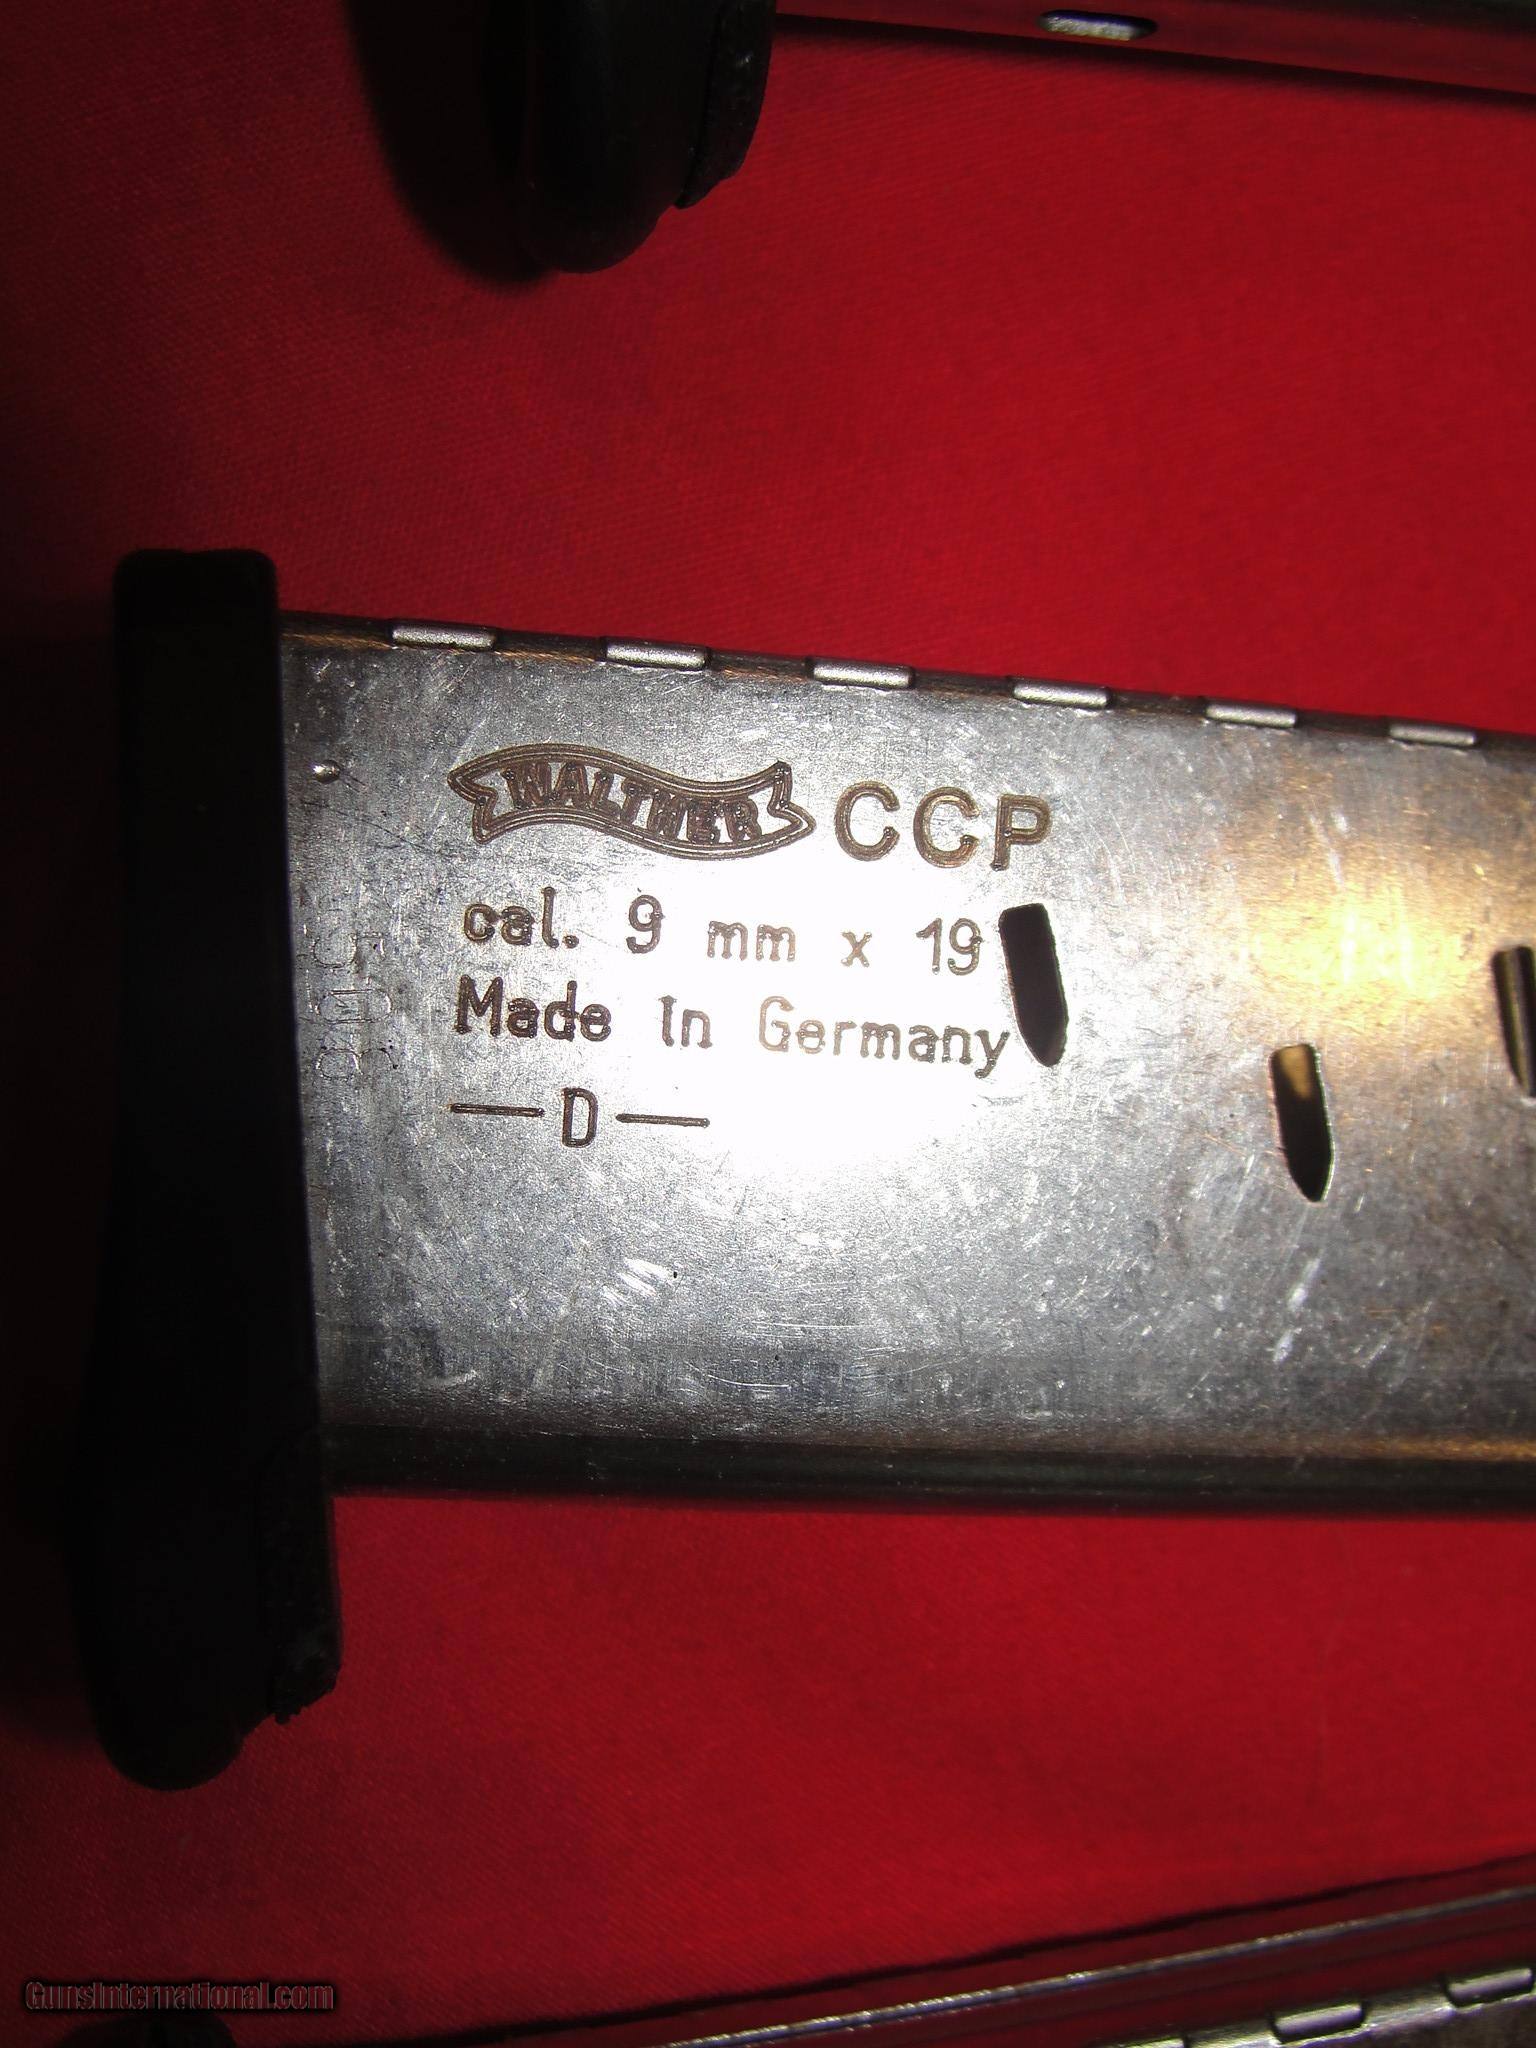 WALTHER CCP
cal. 9 mm x 19
Made in Germany
— D —
GunsInternational.com